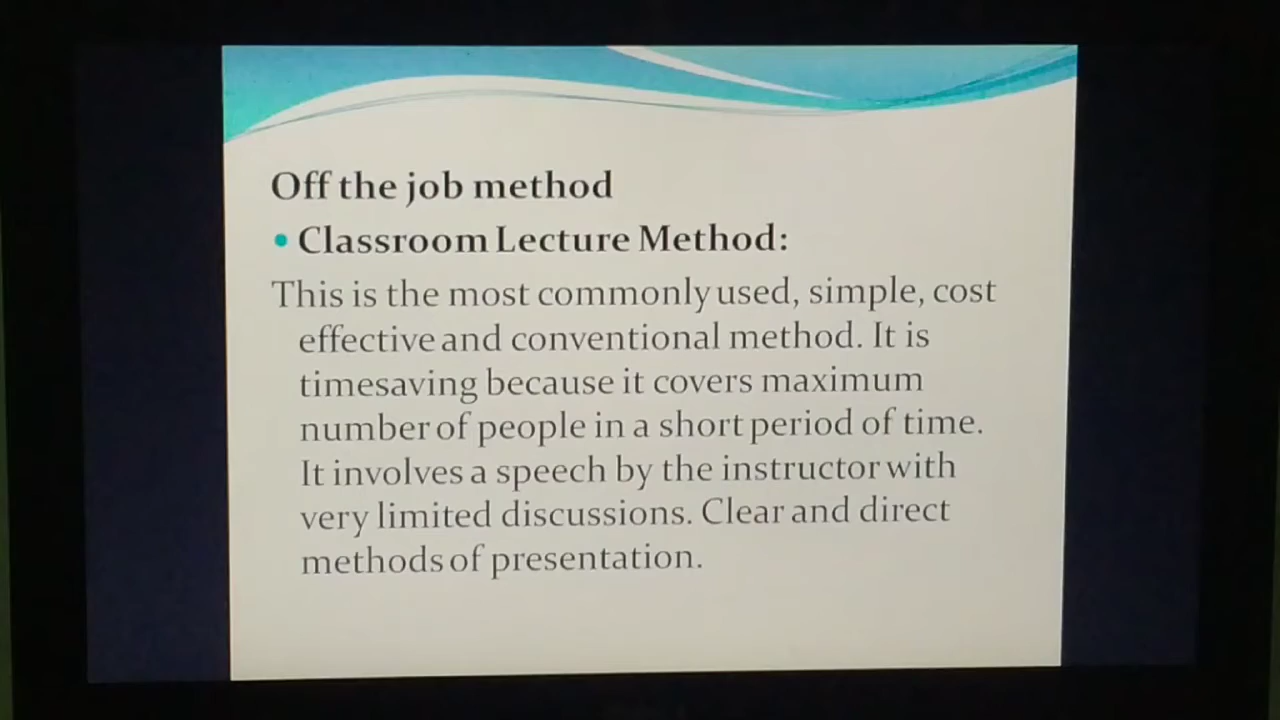 Off the job method
• Classroom Lecture Method:
This is the most commonly used, simple, cost
effective and conventional method. It is
timesaving because it covers maximum
number of people in a short period of time.
It involves a speech by the instructor with
very limited discussions. Clear and direct
methods of presentation.